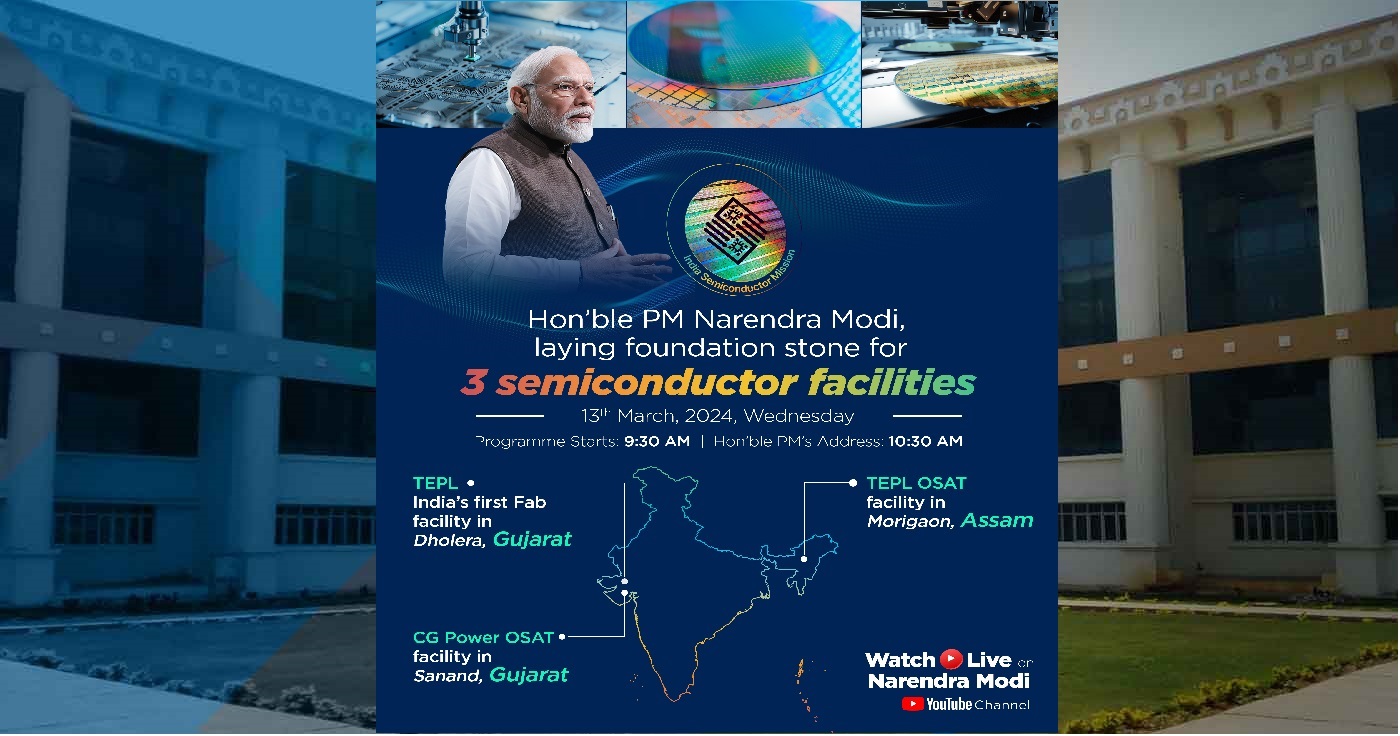 India Semiconductor Mission
Hon'ble PM Narendra Modi,
laying foundation stone for
3 semiconductor facilities
13th March, 2024, Wednesday
Programme Starts: 9:30 AM | Hon'ble PM's Address: 10:30 AM
TEPL
India's first Fab
facility in
Dholera, Gujarat
TEPL OSAT
facility in
Morigaon, Assam
CG Power OSAT
facility in
Sanand, Gujarat
Watch Live on
Narendra Modi
YouTube Channel